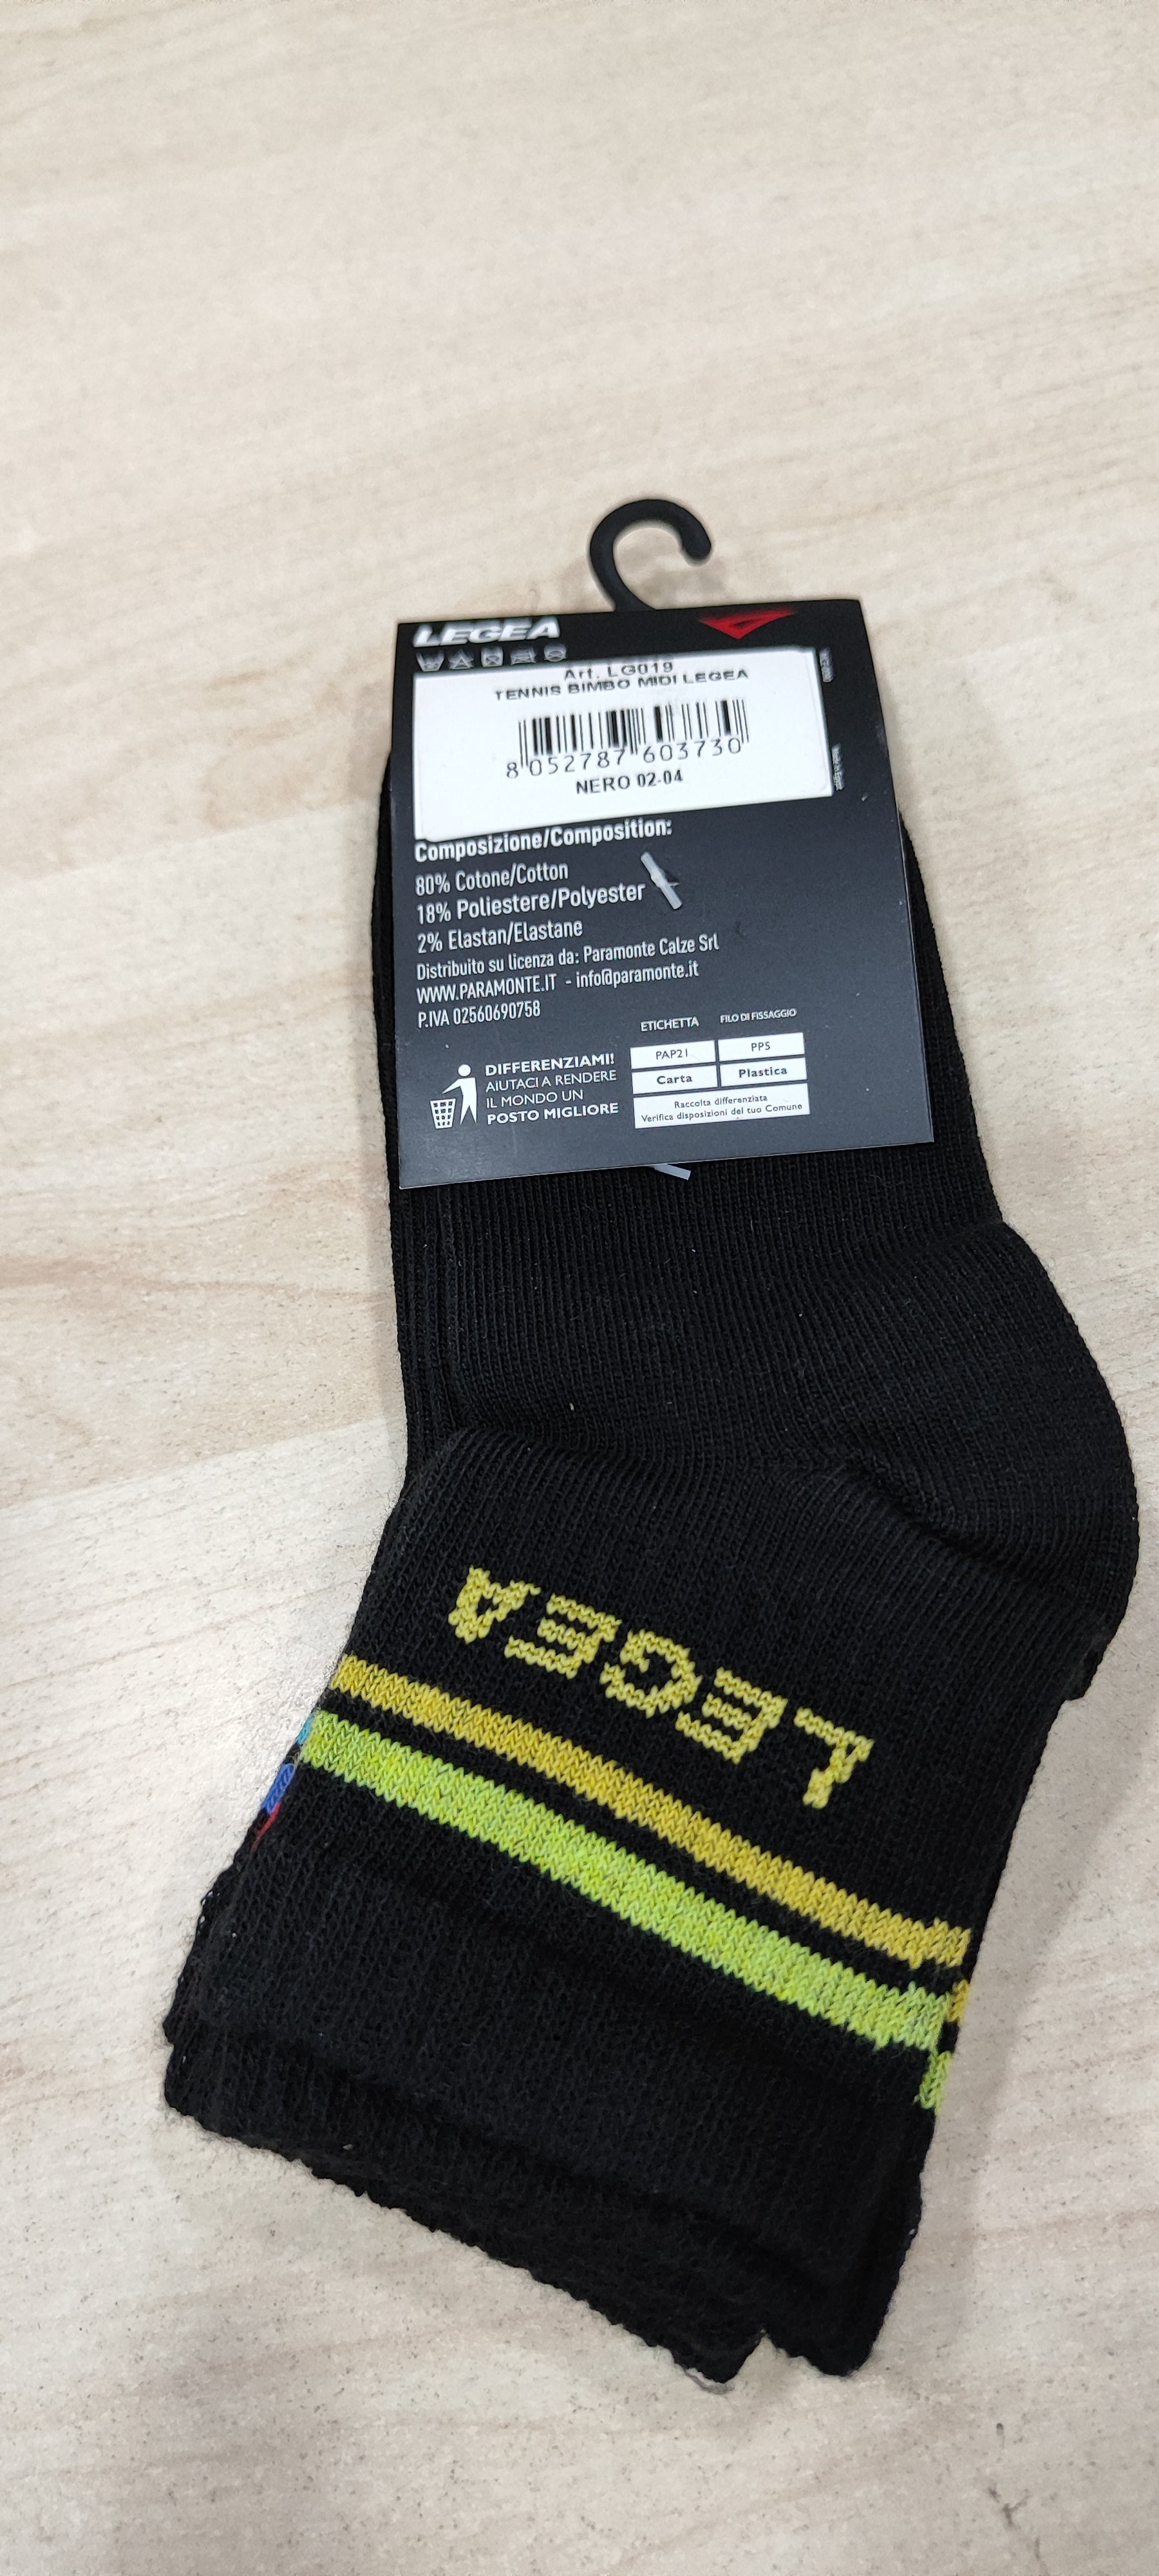 LEGEA
Art. LG019
TENNIS BIMBO MIDI LEGEA
8 052787 603730
NERO 02-04
Composizione/Composition:
80% Cotone/Cotton
18% Poliestere/Polyester
2% Elastan/Elastane
Distribuito su licenza da: Paramonte Calze Srl
WWW.PARAMONTE.IT - info@paramonte.it
P.IVA 02560690758
DIFFERENZIAMI!
AIUTACI A RENDERE
IL MONDO UN
POSTO MIGLIORE
ETICHETTA FILO DI FISSAGGIO
PAP21 PP5
Carta Plastica
Raccolta differenziata
Verifica disposizioni del tuo Comune
LEGEA